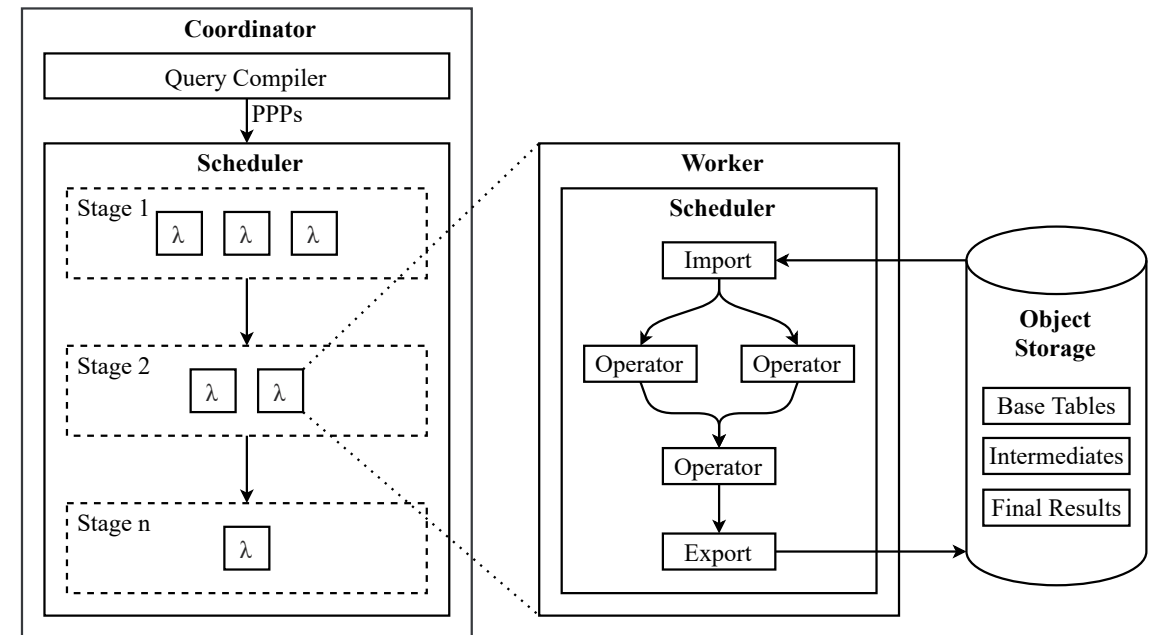 Coordinator
Query Compiler
PPPs
Scheduler
Stage 1
λ λ λ
Stage 2
λ λ
Stage n
λ
Worker
Scheduler
Import
Operator
Operator
Operator
Export
Object
Storage
Base Tables
Intermediates
Final Results